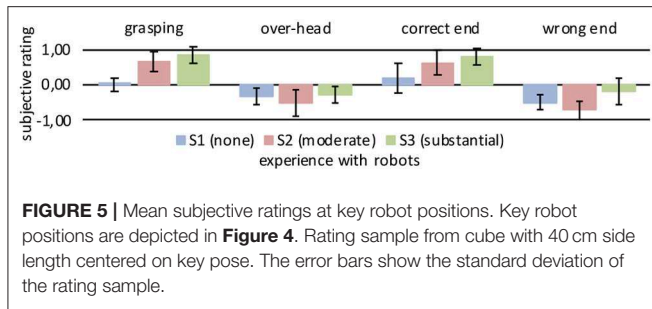 grasping over-head correct end wrong end
subjective rating
1,00
0,00
-1,00
S1 (none) S2 (moderate) S3 (substantial)
experience with robots
FIGURE 5 | Mean subjective ratings at key robot positions. Key robot
positions are depicted in Figure 4. Rating sample from cube with 40 cm side
length centered on key pose. The error bars show the standard deviation of
the rating sample.